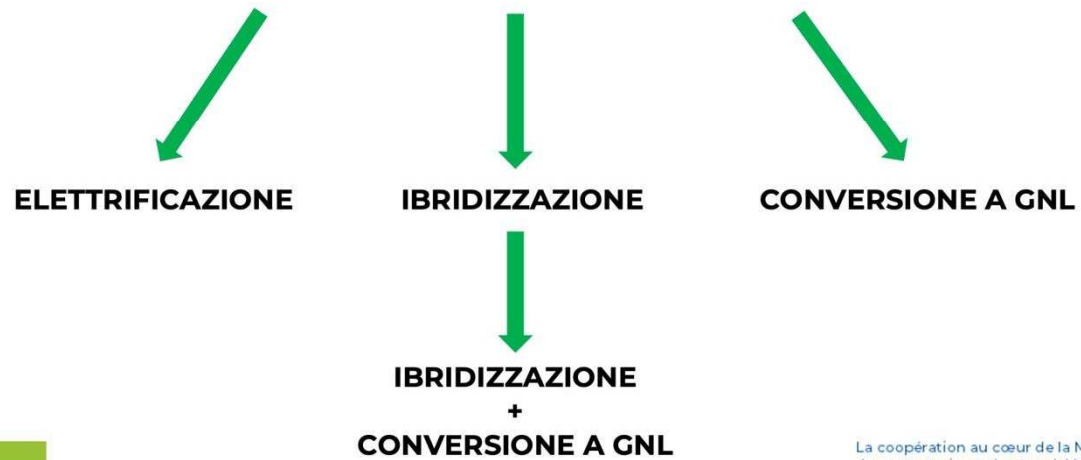 ELETTRIFICAZIONE
IBRIDIZZAZIONE
CONVERSIONE A GNL
IBRIDIZZAZIONE
+
CONVERSIONE A GNL
La coopération au cœur de la